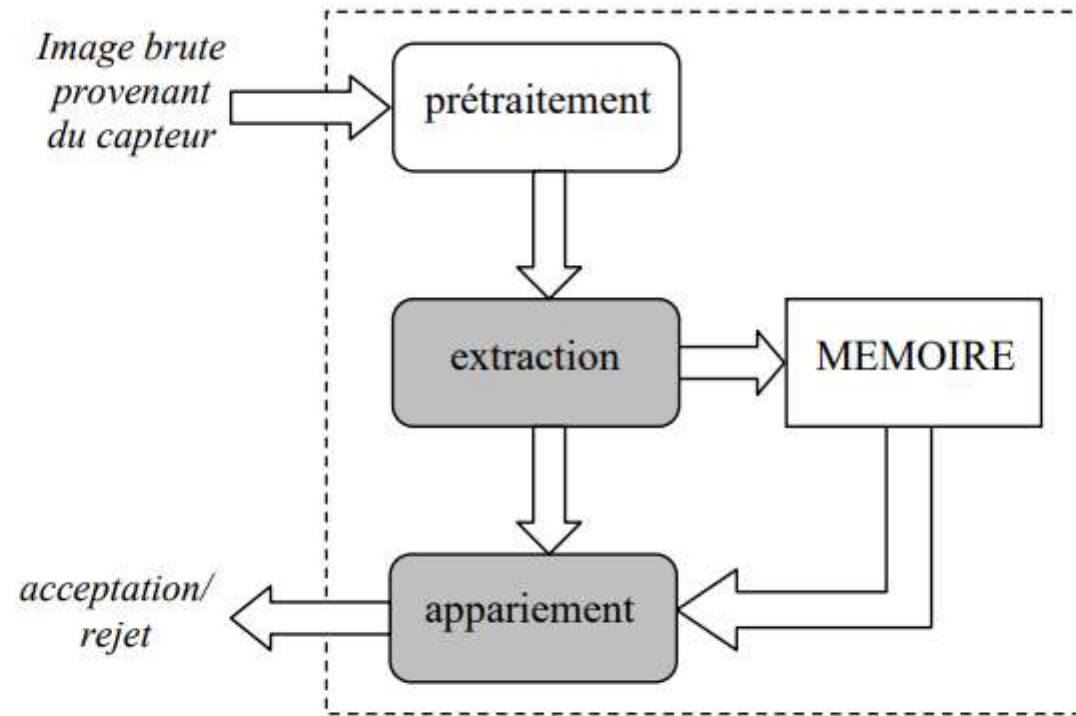 Image brute
provenant
du capteur
prétraitement
extraction
MEMOIRE
acceptation/
rejet
appariement